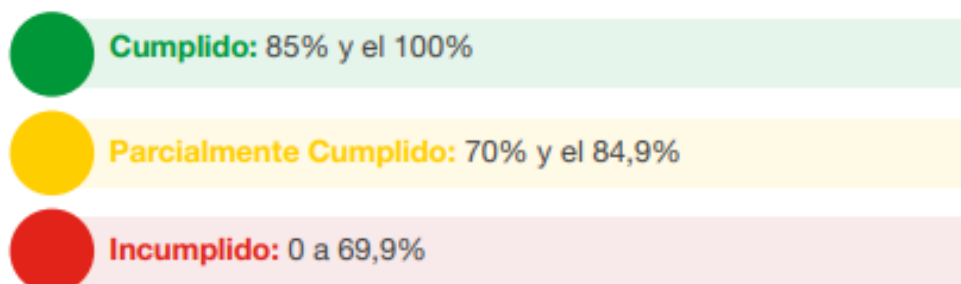 Cumplido: 85% y el 100%
Parcialmente Cumplido: 70% y el 84,9%
Incumplido: 0 a 69,9%